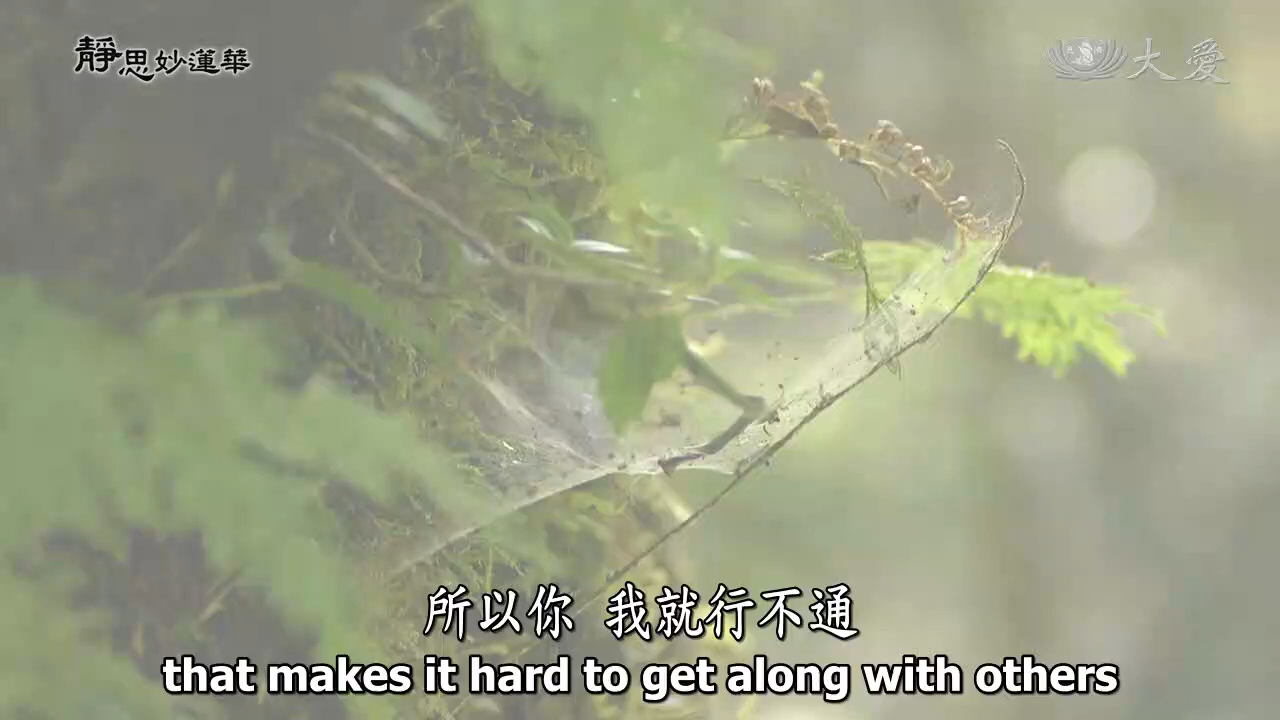 靜思妙蓮華
大愛
所以你 我就行不通
that makes it hard to get along with others